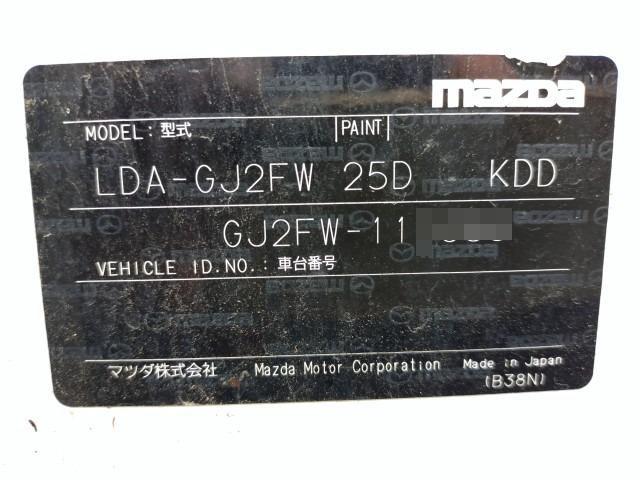 mazda
MODEL: 型式 PAINT
LDA-GJ2FW 25D KDD
GJ2FW-11
VEHICLE ID.NO.: 車台番号
マツダ株式会社 Mazda Motor Corporation Made in Japan
(B38N)